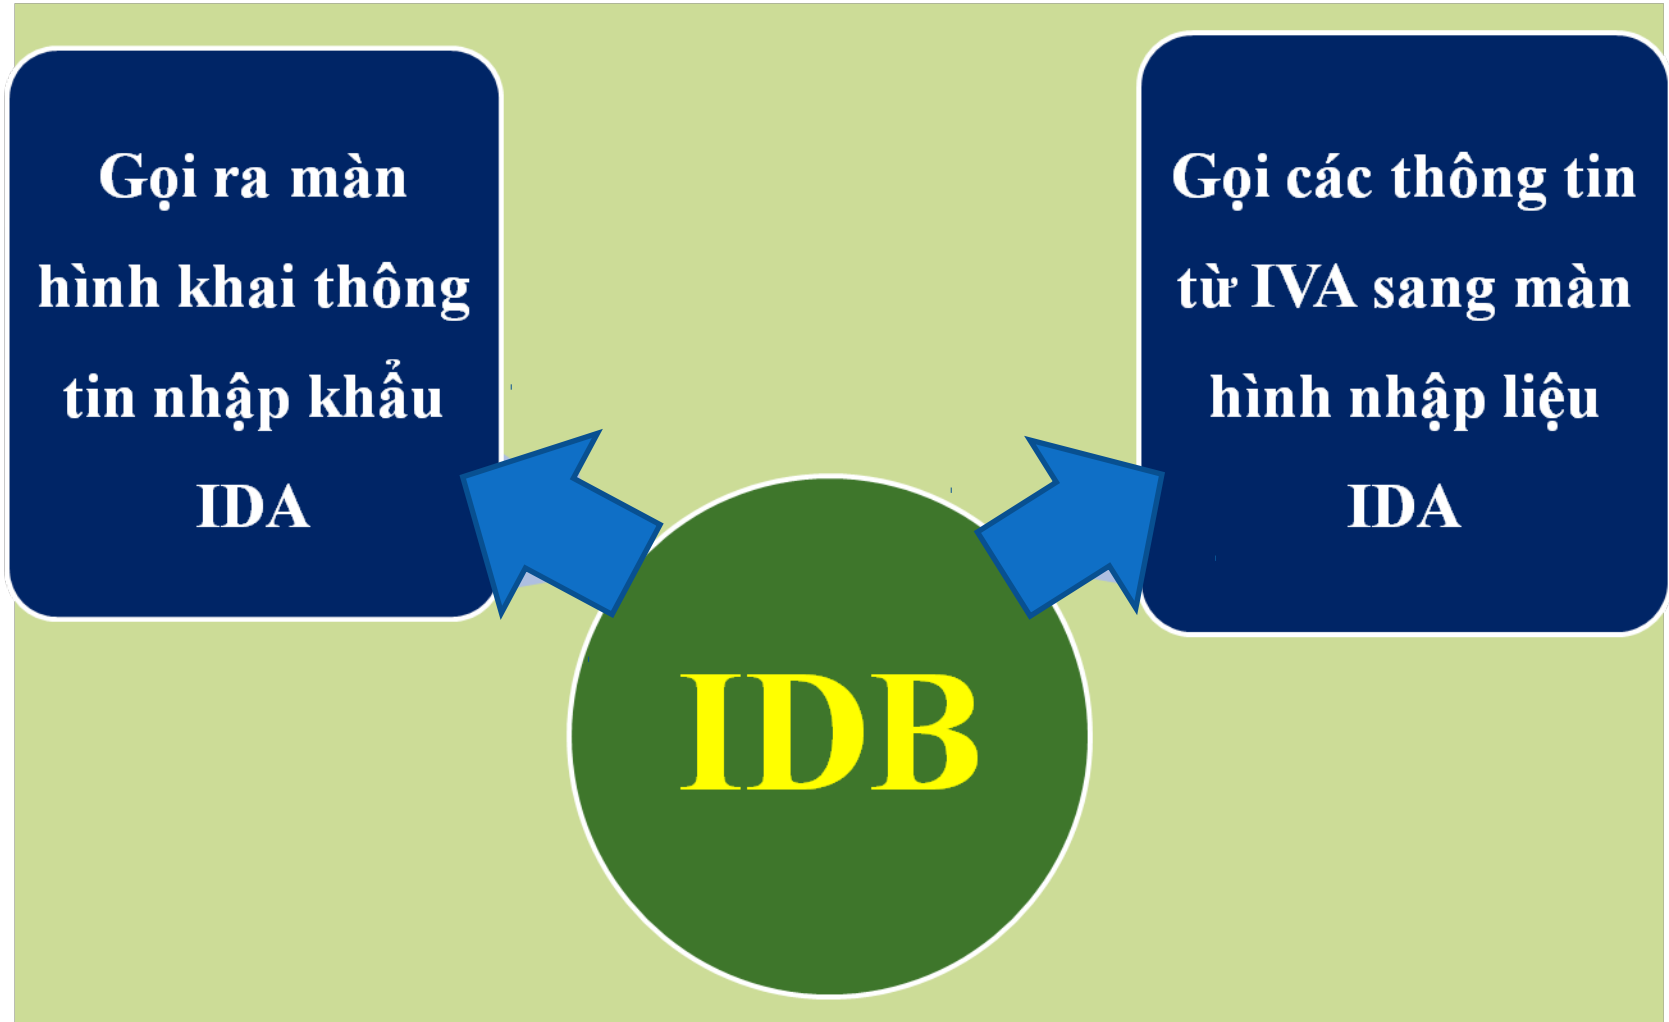 Gọi ra màn
hình khai thông
tin nhập khẩu
IDA
Gọi các thông tin
từ IVA sang màn
hình nhập liệu
IDA
IDB